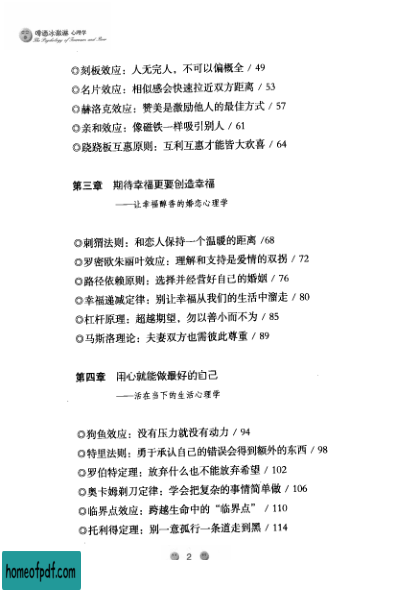 啤酒冰淇淋 心理学
◎刻板效应：人无完人，不可以偏概全 / 49
◎名片效应：相似感会快速拉近双方距离 / 53
◎赫洛克效应：赞美是激励他人的最佳方式 / 57
◎亲和效应：像磁铁一样吸引别人 / 61
◎跷跷板互惠原则：互利互惠才能皆大欢喜 / 64
第三章 期待幸福更要创造幸福
——让幸福醇香的婚恋心理学
◎刺猬法则：和恋人保持一个温暖的距离 /68
◎罗密欧朱丽叶效应：理解和支持是爱情的双拐 / 72
◎路径依赖原则：选择并经营好自己的婚姻 / 76
◎幸福递减定律：别让幸福从我们的生活中溜走 / 80
◎杠杆原理：超越期望，勿以善小而不为 / 85
◎马斯洛理论：夫妻双方也需彼此尊重 / 89
第四章 用心就能做最好的自己
——活在当下的生活心理学
◎狗鱼效应：没有压力就没有动力 / 94
◎特里法则：勇于承认自己的错误会得到额外的东西 / 98
◎罗伯特定理：放弃什么也不能放弃希望 / 102
◎奥卡姆剃刀定律：学会把复杂的事情简单做 / 106
◎临界点效应：跨越生命中的“临界点” / 110
◎托利得定理：别一意孤行一条道走到黑 / 114
2
homeofpdf.com